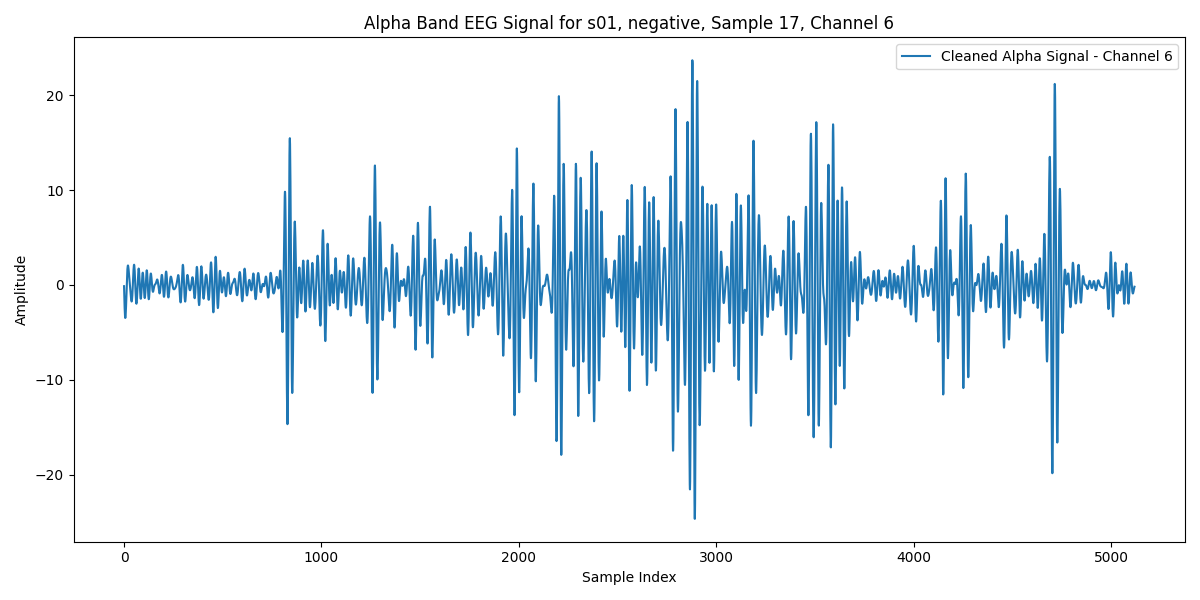 Alpha Band EEG Signal for s01, negative, Sample 17, Channel 6
Cleaned Alpha Signal - Channel 6
Amplitude
20
10
0
−10
−20
0 1000 2000 3000 4000 5000
Sample Index